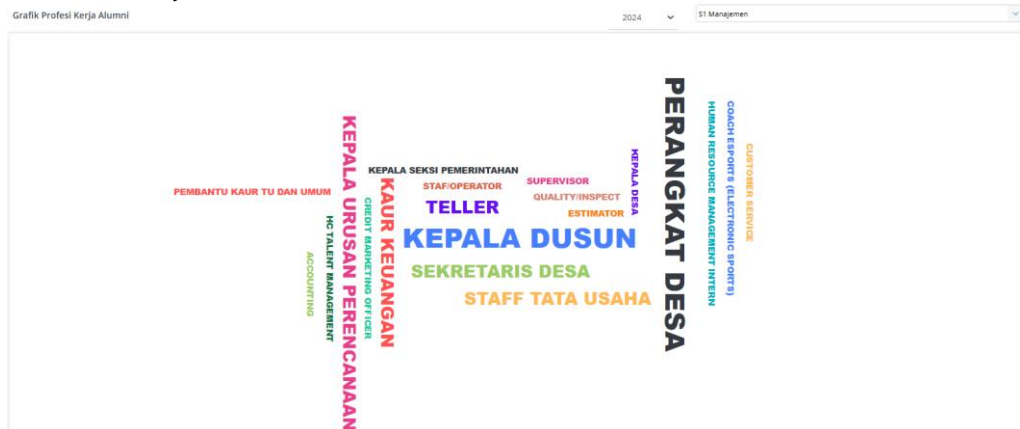 Grafik Profesi Kerja Alumni
2024
S1 Manajemen
PERANGKAT DESA
KEPALA URUSAN PERENCANAAN
KEPALA SEKSI PEMERINTAHAN
STAF/OPERATOR
SUPERVISOR
QUALITY/INSPECT
ESTIMATOR
KEPALA DESA
PEMBANTU KAUR TU DAN UMUM
TELLER
KEPALA DUSUN
SEKRETARIS DESA
STAFF TATA USAHA
KAUR KEUANGAN
CREDIT MARKETING OFFICER
HC TALENT MANAGEMENT
ACCOUNTING
HUMAN RESOURCE MANAGEMENT INTERN
COACH ESPORTS (ELECTRONIC SPORTS)
CUSTOMER SERVICE